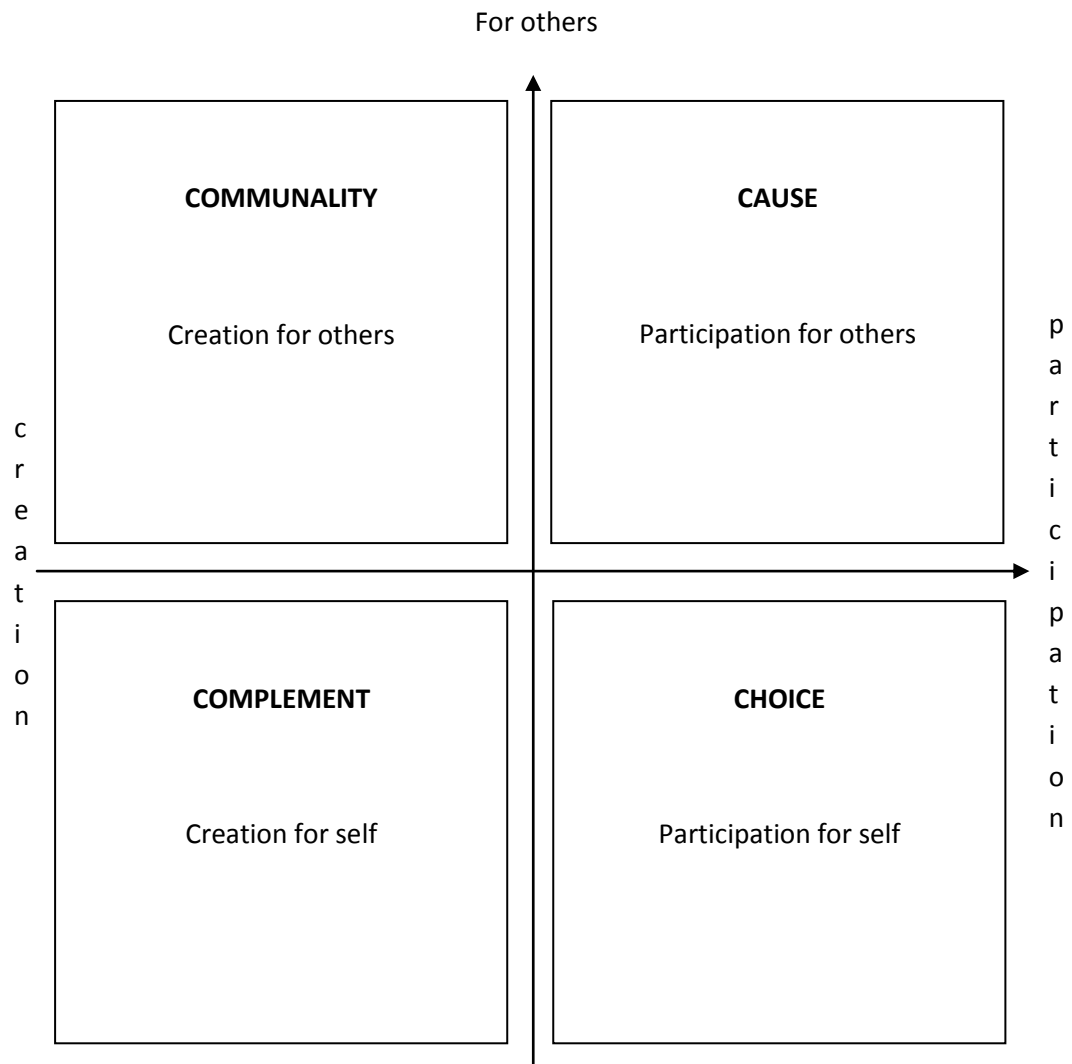 For others
COMMUNALITY
CAUSE
Creation for others
Participation for others
creation
participation
COMPLEMENT
CHOICE
Creation for self
Participation for self